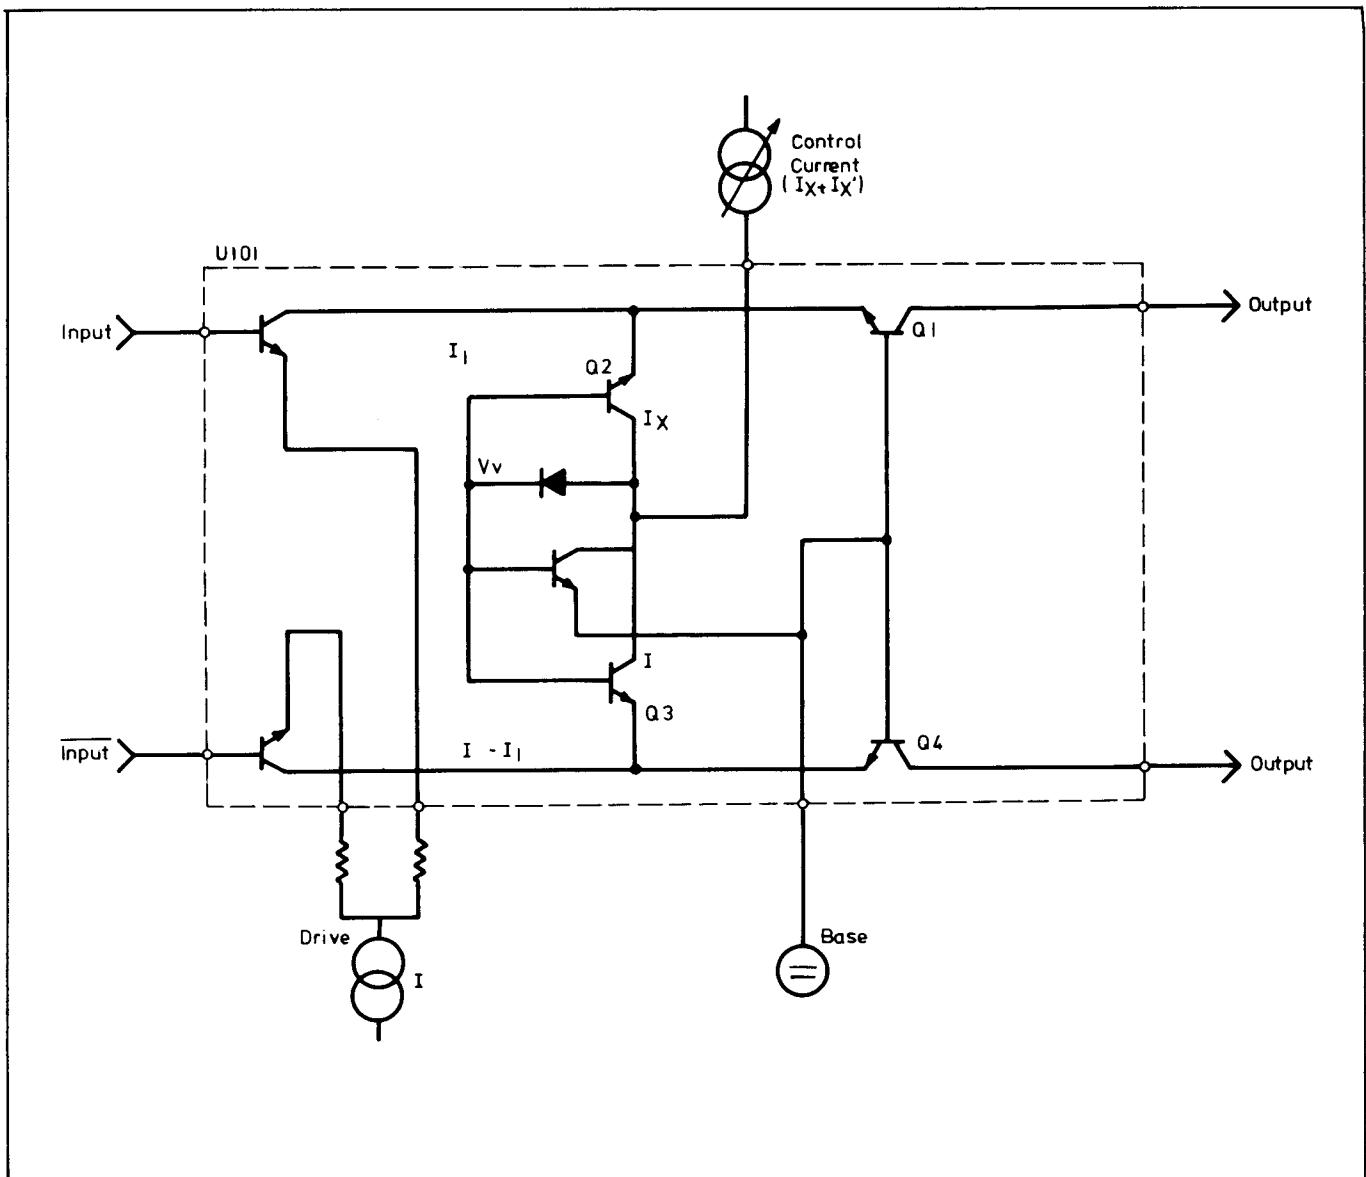 Control
Current
(IX+IX')
U101
Input
Output
Q1
I1
Q2
IX
Vv
I
Q3
Input
I - I1
Q4
Output
Drive
I
Base